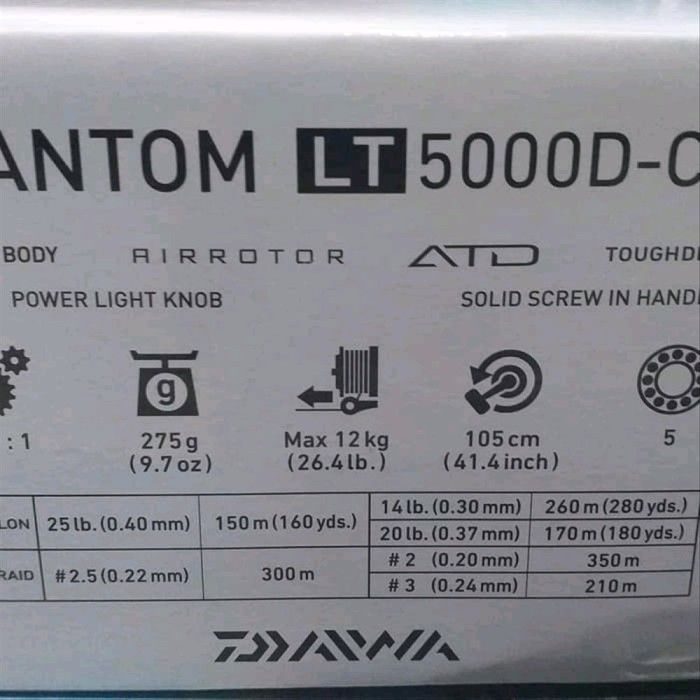 ANTOM LT 5000D-C
BODY AIRROTOR ATD TOUGHD
POWER LIGHT KNOB SOLID SCREW IN HAND
g
: 1 275g Max 12kg 105cm 5
(9.7oz) (26.4lb.) (41.4inch)
LON 25lb. (0.40mm) 150m (160yds.) 14lb. (0.30mm) 260m (280yds.)
20lb. (0.37mm) 170m (180yds.)
RAID #2.5 (0.22mm) 300m #2 (0.20mm) 350m
#3 (0.24mm) 210m
DAIWA